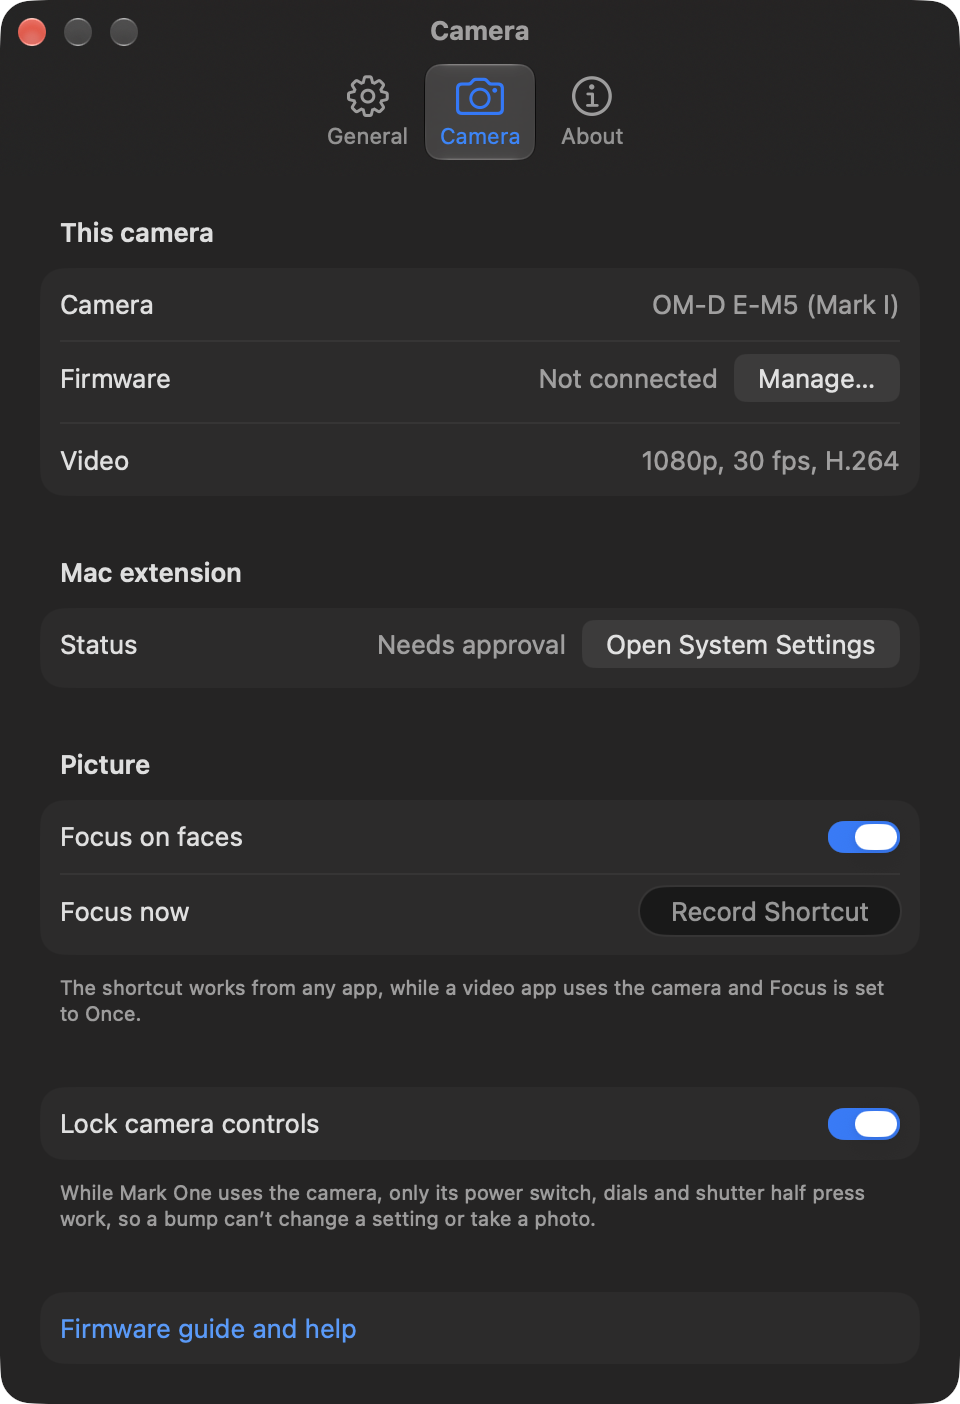 Camera
General
Camera
About
This camera
Camera
OM-D E-M5 (Mark I)
Firmware
Not connected
Manage...
Video
1080p, 30 fps, H.264
Mac extension
Status
Needs approval
Open System Settings
Picture
Focus on faces
Focus now
Record Shortcut
The shortcut works from any app, while a video app uses the camera and Focus is set
to Once.
Lock camera controls
While Mark One uses the camera, only its power switch, dials and shutter half press
work, so a bump can’t change a setting or take a photo.
Firmware guide and help